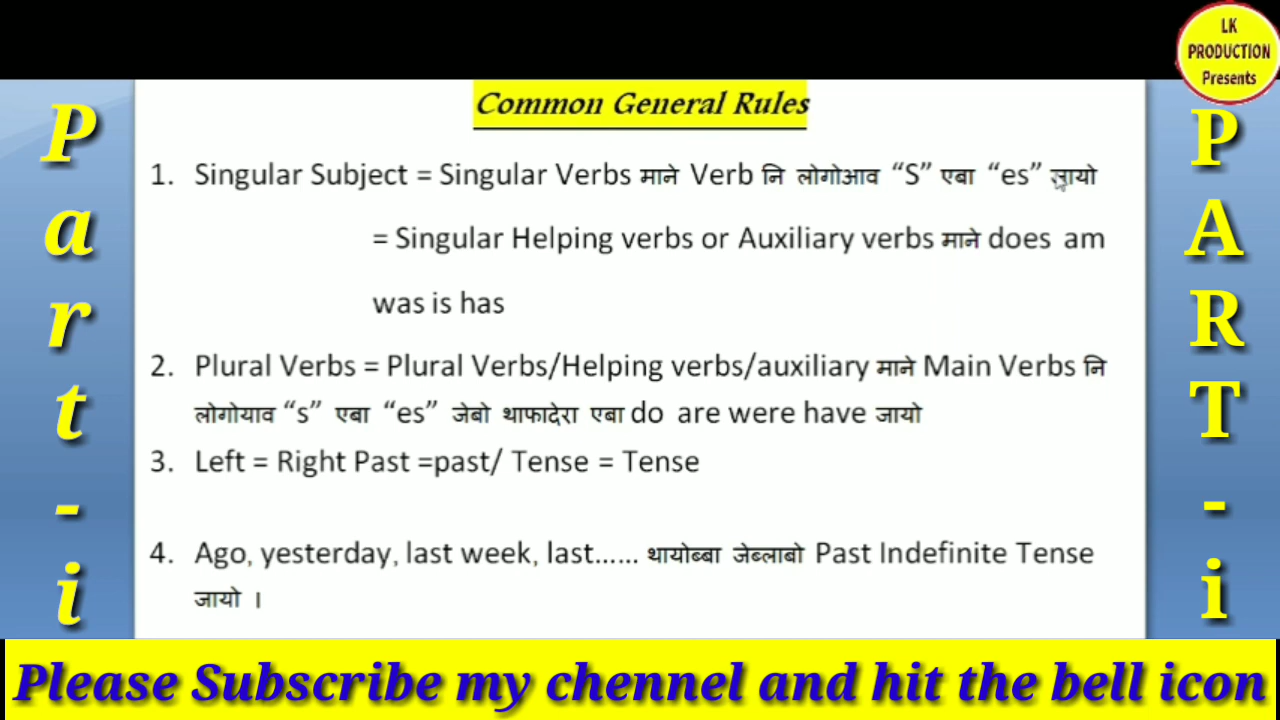 LK
PRODUCTION
Presents
Common General Rules
1. Singular Subject = Singular Verbs माने Verb नि लोगोआव “S” एबा “es” जायो
= Singular Helping verbs or Auxiliary verbs माने does am
was is has
2. Plural Verbs = Plural Verbs/Helping verbs/auxiliary माने Main Verbs नि
लोगोयाव “s” एबा “es” जेबो थाफादेरा एबा do are were have जायो
3. Left = Right Past =past/ Tense = Tense
4. Ago, yesterday, last week, last...... थायोब्बा जेब्लाबो Past Indefinite Tense
जायो ।
Part-i
PART-i
Please Subscribe my chennel and hit the bell icon